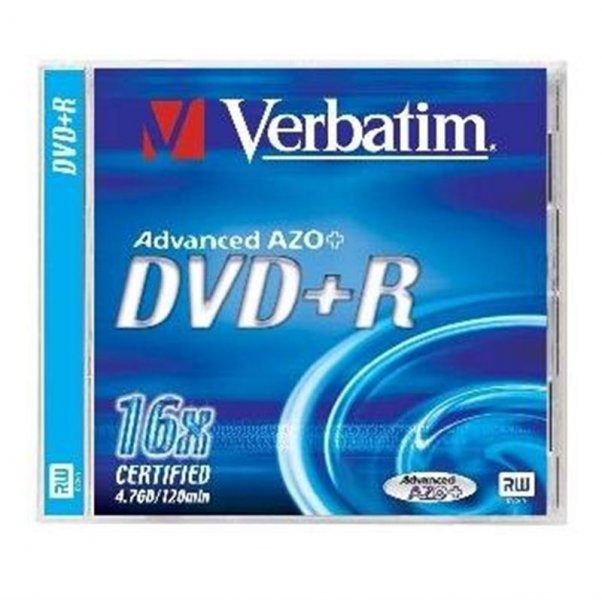 DVD+R
Verbatim
Advanced AZO+
DVD+R
16x
CERTIFIED
4.7GB/120min
Advanced
AZO+
RW
RW